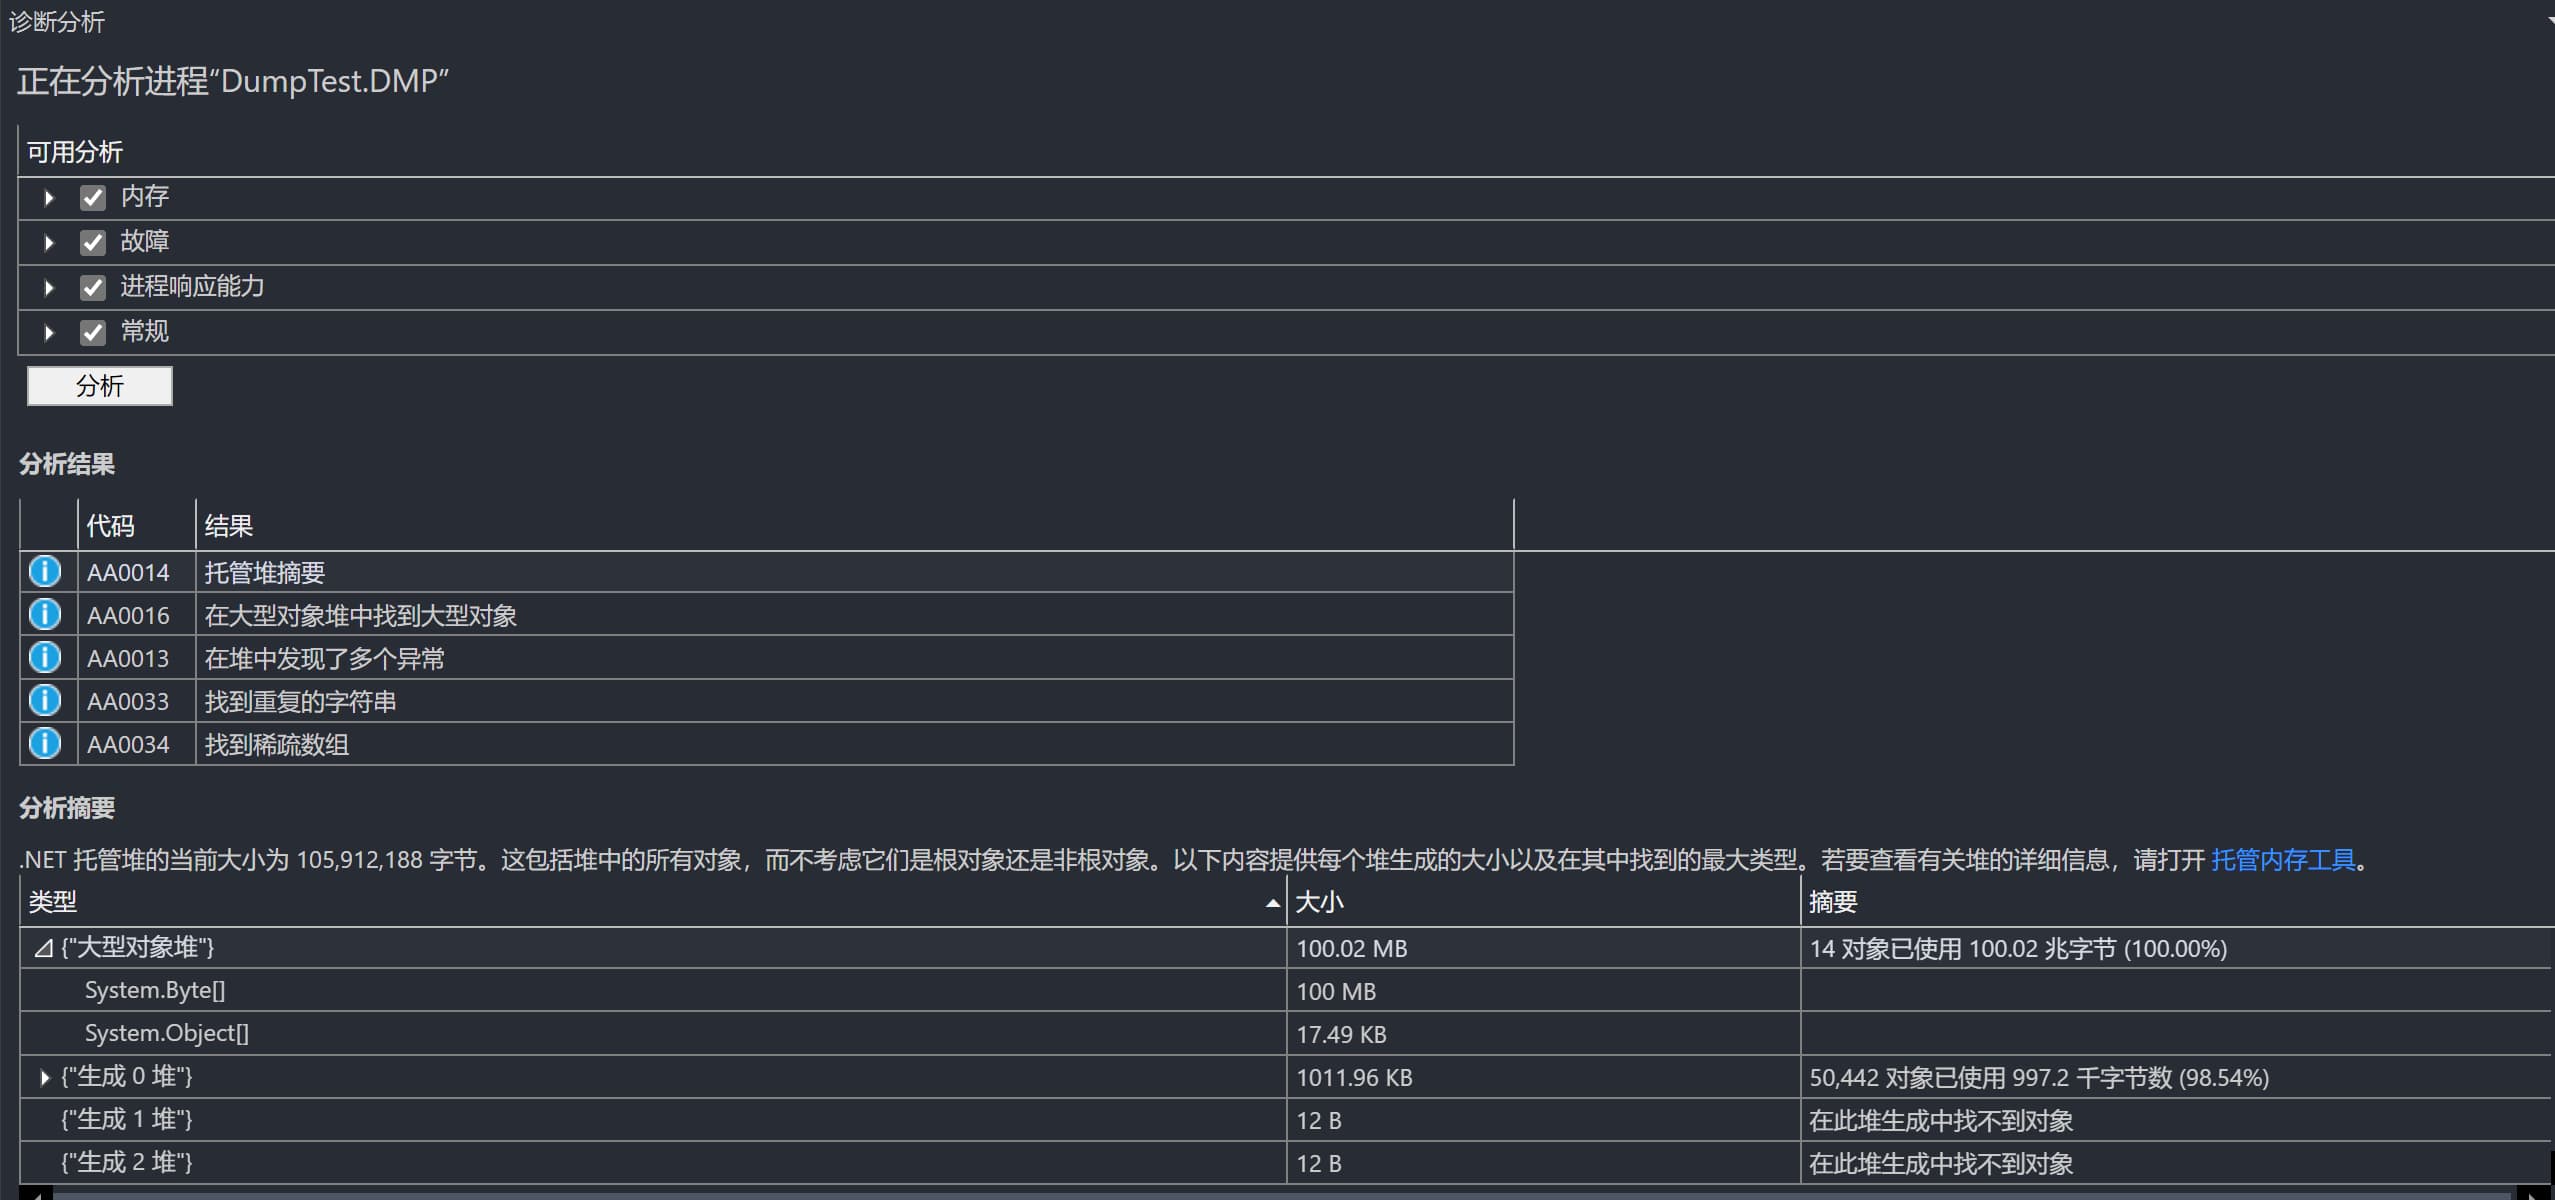 诊断分析
正在分析进程“DumpTest.DMP”
可用分析
内存
故障
进程响应能力
常规
分析
分析结果
代码 结果
AA0014 托管堆摘要
AA0016 在大型对象堆中找到大型对象
AA0013 在堆中发现了多个异常
AA0033 找到重复的字符串
AA0034 找到稀疏数组
分析摘要
.NET 托管堆的当前大小为 105,912,188 字节。这包括堆中的所有对象，而不考虑它们是根对象还是非根对象。以下内容提供每个堆生成的大小以及在其中找到的最大类型。若要查看有关堆的详细信息，请打开 托管内存工具。
类型 大小 摘要
{"大型对象堆"} 100.02 MB 14 对象已使用 100.02 兆字节 (100.00%)
System.Byte[] 100 MB
System.Object[] 17.49 KB
{"生成 0 堆"} 1011.96 KB 50,442 对象已使用 997.2 千字节数 (98.54%)
{"生成 1 堆"} 12 B 在此堆生成中找不到对象
{"生成 2 堆"} 12 B 在此堆生成中找不到对象